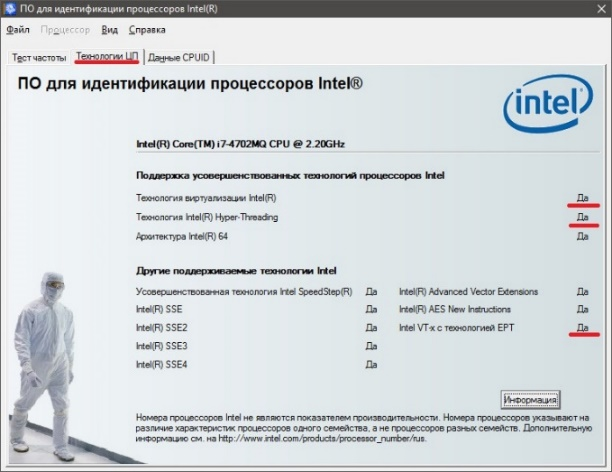 ПО для идентификации процессоров Intel(R)
Файл Процессор Вид Справка
Тест частоты Технологии ЦП Данные CPUID
ПО для идентификации процессоров Intel®
intel
Intel(R) Core(TM) i7-4702MQ CPU @ 2.20GHz
Поддержка усовершенствованных технологий процессоров Intel
Технология виртуализации Intel(R) Да
Технология Intel(R) Hyper-Threading Да
Архитектура Intel(R) 64 Да
Другие поддерживаемые технологии Intel
Усовершенствованная технология Intel SpeedStep(R) Да Intel(R) Advanced Vector Extensions Да
Intel(R) SSE Да Intel(R) AES New Instructions Да
Intel(R) SSE2 Да Intel VT-x с технологией EPT Да
Intel(R) SSE3 Да
Intel(R) SSE4 Да
Информация
Номера процессоров Intel не являются показателем производительности. Номера процессоров указывают на
различие характеристик процессоров одного семейства, а не процессоров разных семейств. Дополнительную
информацию см. на http://www.intel.com/products/processor_number/rus.